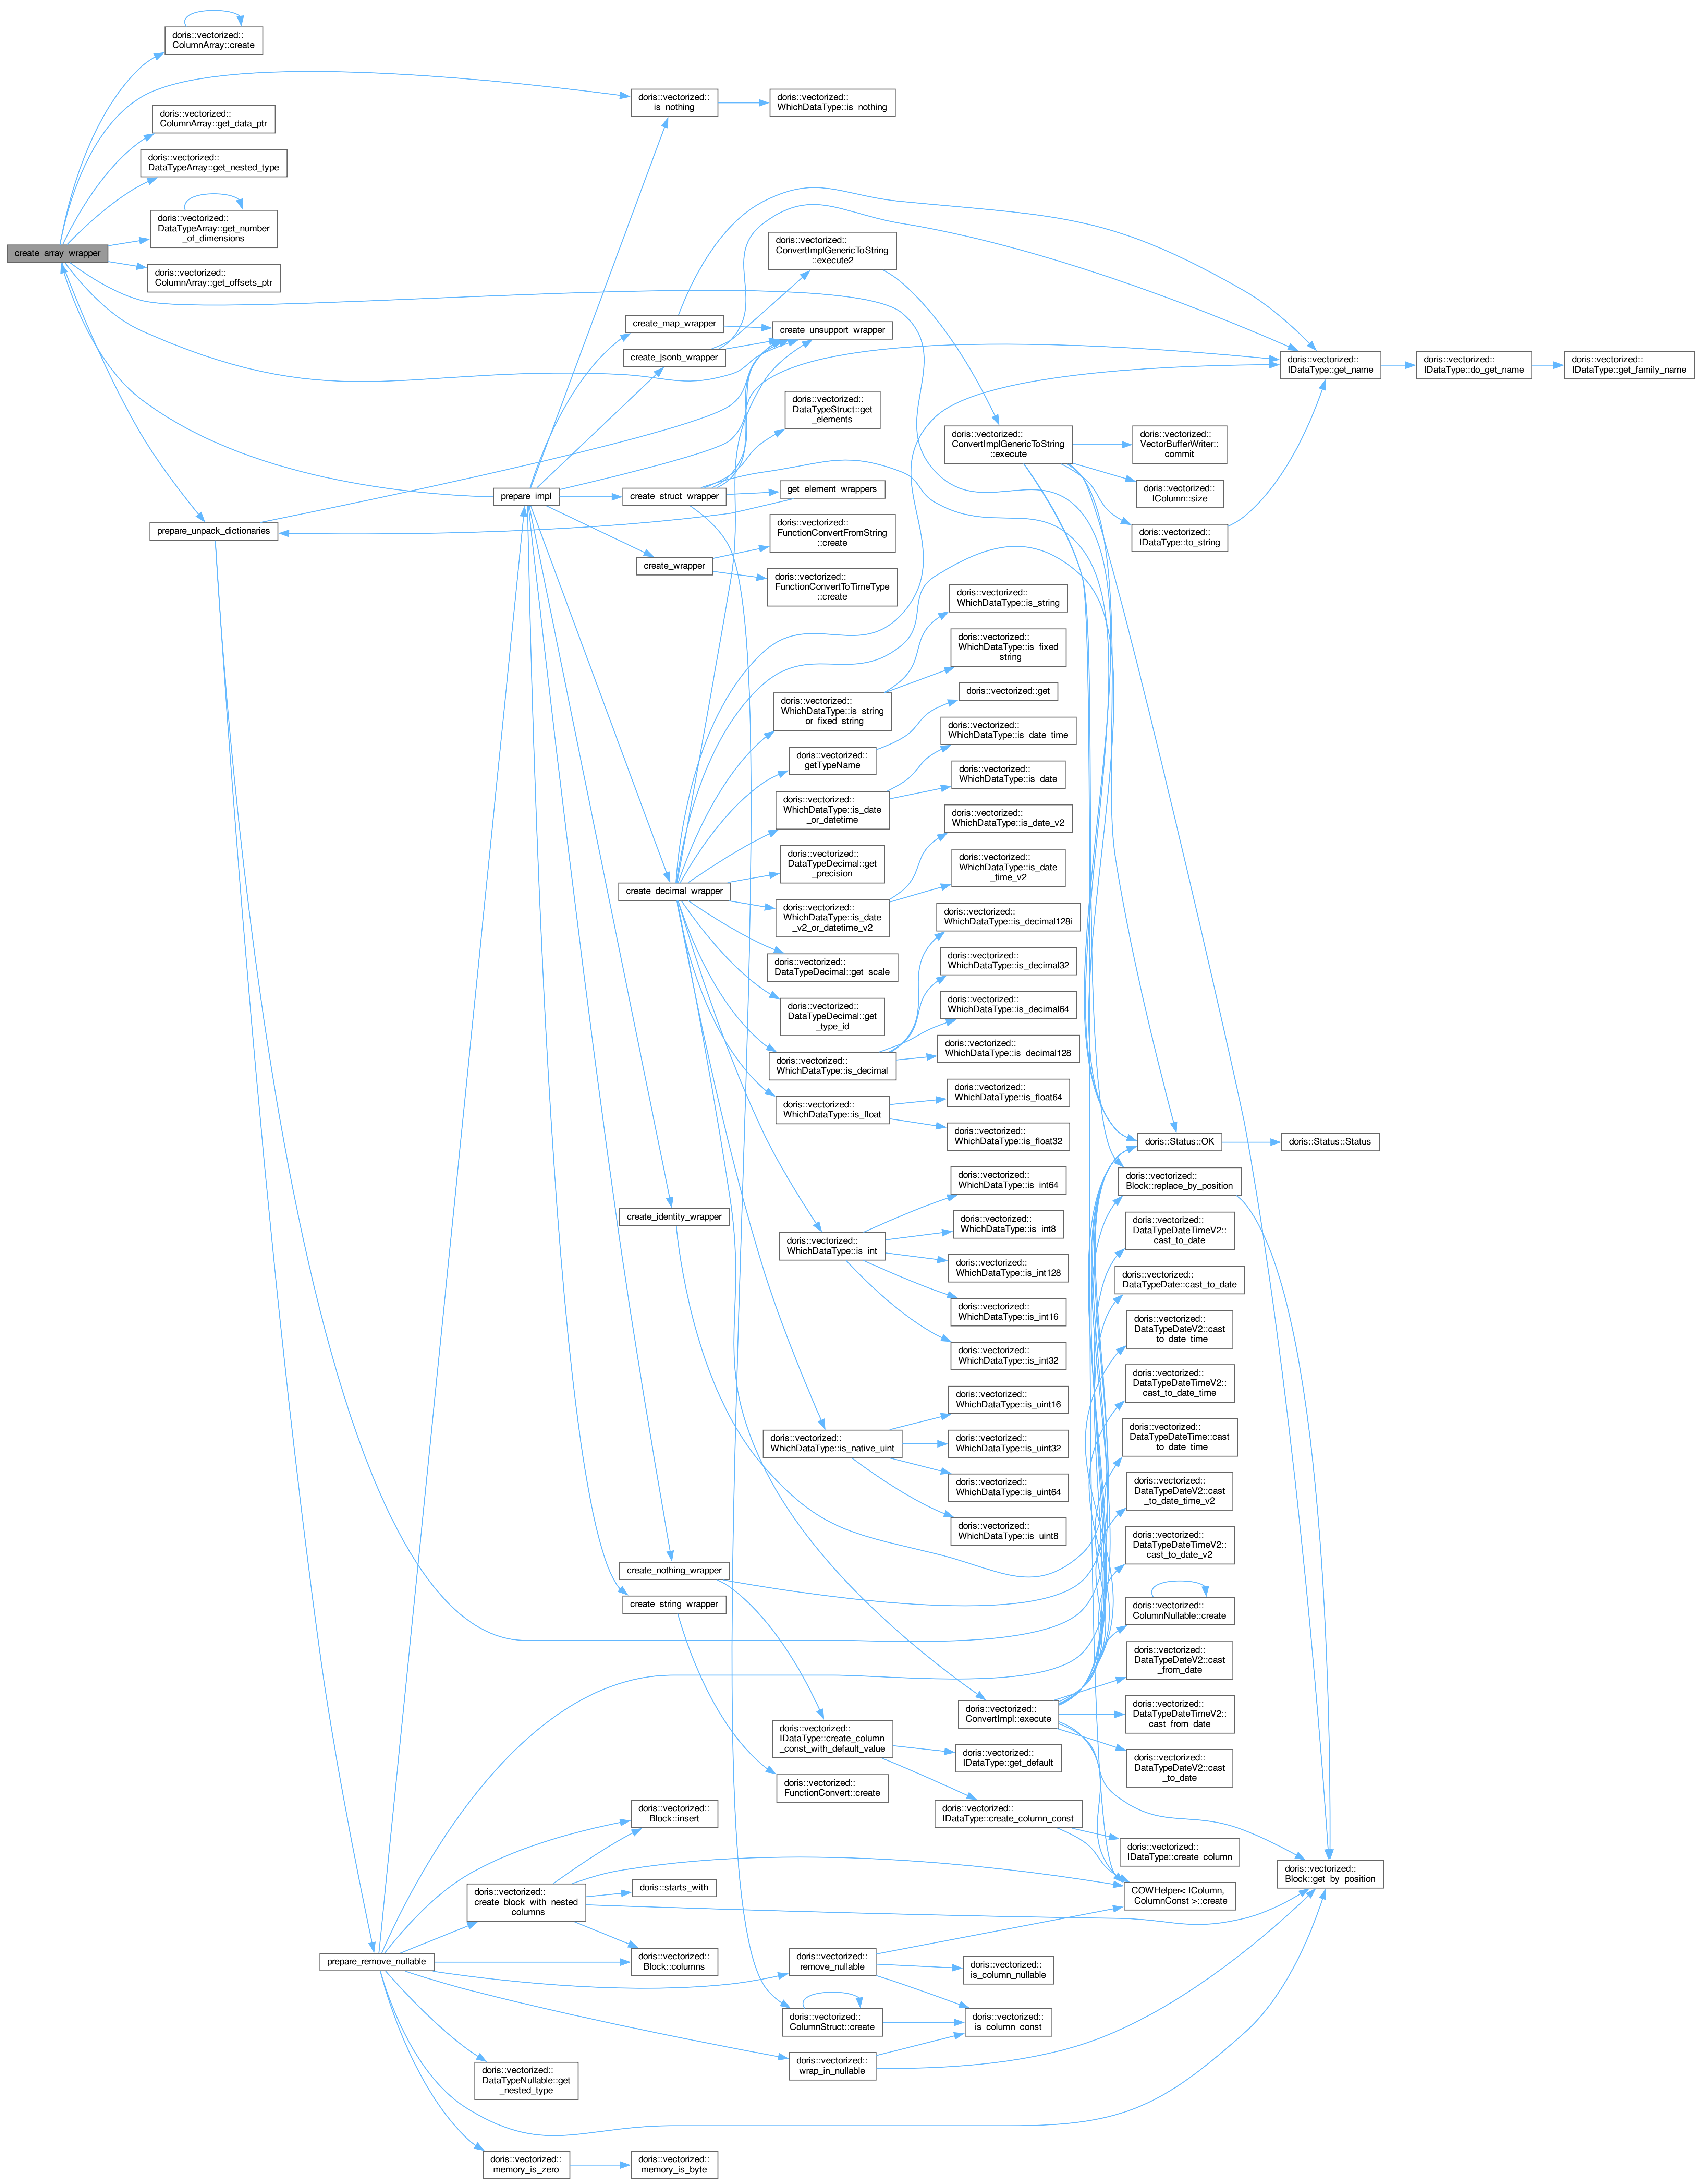 doris::vectorized::
ColumnArray::create
doris::vectorized::
is_nothing
doris::vectorized::
WhichDataType::is_nothing
doris::vectorized::
ColumnArray::get_data_ptr
doris::vectorized::
DataTypeArray::get_nested_type
doris::vectorized::
DataTypeArray::get_number
_of_dimensions
create_array_wrapper
doris::vectorized::
ColumnArray::get_offsets_ptr
doris::vectorized::
ConvertImplGenericToString
::execute2
create_map_wrapper
create_unsupport_wrapper
create_jsonb_wrapper
doris::vectorized::
IDataType::get_name
doris::vectorized::
IDataType::do_get_name
doris::vectorized::
IDataType::get_family_name
doris::vectorized::
DataTypeStruct::get
_elements
doris::vectorized::
ConvertImplGenericToString
::execute
doris::vectorized::
VectorBufferWriter::
commit
prepare_impl
create_struct_wrapper
get_element_wrappers
doris::vectorized::
IColumn::size
prepare_unpack_dictionaries
doris::vectorized::
FunctionConvertFromString
::create
doris::vectorized::
IDataType::to_string
create_wrapper
doris::vectorized::
FunctionConvertToTimeType
::create
doris::vectorized::
WhichDataType::is_string
doris::vectorized::
WhichDataType::is_fixed
_string
doris::vectorized::
WhichDataType::is_string
_or_fixed_string
doris::vectorized::get
doris::vectorized::
WhichDataType::is_date_time
doris::vectorized::
getTypeName
doris::vectorized::
WhichDataType::is_date
doris::vectorized::
WhichDataType::is_date
_or_datetime
doris::vectorized::
WhichDataType::is_date_v2
doris::vectorized::
DataTypeDecimal::get
_precision
doris::vectorized::
WhichDataType::is_date
_time_v2
create_decimal_wrapper
doris::vectorized::
WhichDataType::is_date
_v2_or_datetime_v2
doris::vectorized::
WhichDataType::is_decimal128i
doris::vectorized::
DataTypeDecimal::get_scale
doris::vectorized::
WhichDataType::is_decimal32
doris::vectorized::
DataTypeDecimal::get
_type_id
doris::vectorized::
WhichDataType::is_decimal64
doris::vectorized::
WhichDataType::is_decimal
doris::vectorized::
WhichDataType::is_decimal128
doris::vectorized::
WhichDataType::is_float
doris::vectorized::
WhichDataType::is_float64
doris::vectorized::
WhichDataType::is_float32
doris::Status::OK
doris::Status::Status
doris::vectorized::
WhichDataType::is_int64
doris::vectorized::
Block::replace_by_position
create_identity_wrapper
doris::vectorized::
WhichDataType::is_int8
doris::vectorized::
DataTypeDateTimeV2::
cast_to_date
doris::vectorized::
WhichDataType::is_int
doris::vectorized::
WhichDataType::is_int128
doris::vectorized::
DataTypeDate::cast_to_date
doris::vectorized::
WhichDataType::is_int16
doris::vectorized::
DataTypeDateV2::cast
_to_date_time
doris::vectorized::
WhichDataType::is_int32
doris::vectorized::
DataTypeDateTimeV2::
cast_to_date_time
doris::vectorized::
WhichDataType::is_uint16
doris::vectorized::
DataTypeDateTime::cast
_to_date_time
doris::vectorized::
WhichDataType::is_native_uint
doris::vectorized::
WhichDataType::is_uint32
doris::vectorized::
WhichDataType::is_uint64
doris::vectorized::
DataTypeDateV2::cast
_to_date_time_v2
doris::vectorized::
WhichDataType::is_uint8
doris::vectorized::
DataTypeDateTimeV2::
cast_to_date_v2
create_nothing_wrapper
create_string_wrapper
doris::vectorized::
ColumnNullable::create
doris::vectorized::
DataTypeDateV2::cast
_from_date
doris::vectorized::
ConvertImpl::execute
doris::vectorized::
DataTypeDateTimeV2::
cast_from_date
doris::vectorized::
IDataType::create_column
_const_with_default_value
doris::vectorized::
IDataType::get_default
doris::vectorized::
DataTypeDateV2::cast
_to_date
doris::vectorized::
FunctionConvert::create
doris::vectorized::
Block::insert
doris::vectorized::
IDataType::create_column_const
doris::vectorized::
IDataType::create_column
doris::vectorized::
Block::get_by_position
doris::starts_with
doris::vectorized::
create_block_with_nested
_columns
COWHelper< IColumn,
ColumnConst >::create
prepare_remove_nullable
doris::vectorized::
Block::columns
doris::vectorized::
remove_nullable
doris::vectorized::
is_column_nullable
doris::vectorized::
ColumnStruct::create
doris::vectorized::
is_column_const
doris::vectorized::
wrap_in_nullable
doris::vectorized::
DataTypeNullable::get
_nested_type
doris::vectorized::
memory_is_zero
doris::vectorized::
memory_is_byte